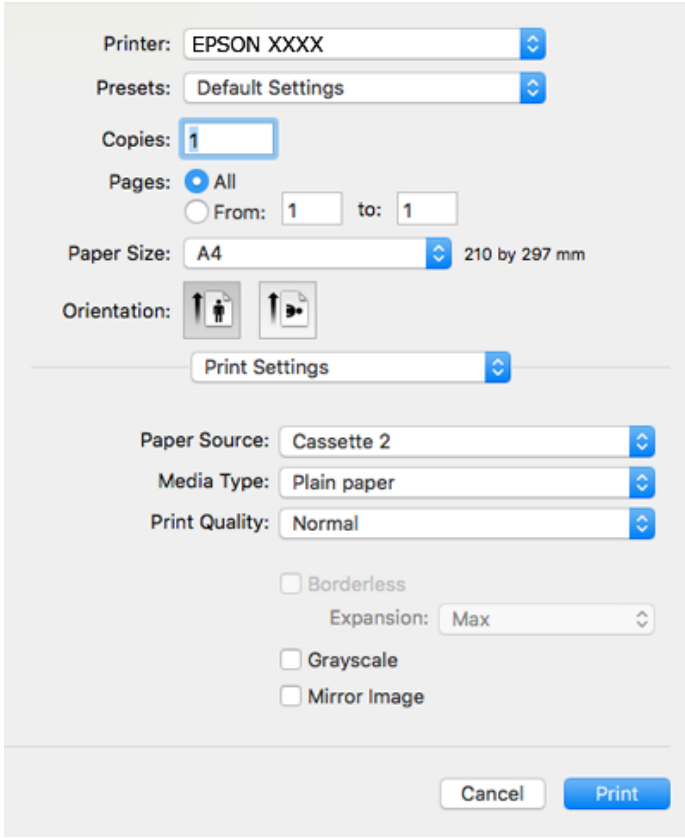 Printer: EPSON XXXX
Presets: Default Settings
Copies: 1
Pages: All
From: 1 to: 1
Paper Size: A4 210 by 297 mm
Orientation:
Print Settings
Paper Source: Cassette 2
Media Type: Plain paper
Print Quality: Normal
Borderless
Expansion: Max
Grayscale
Mirror Image
Cancel Print